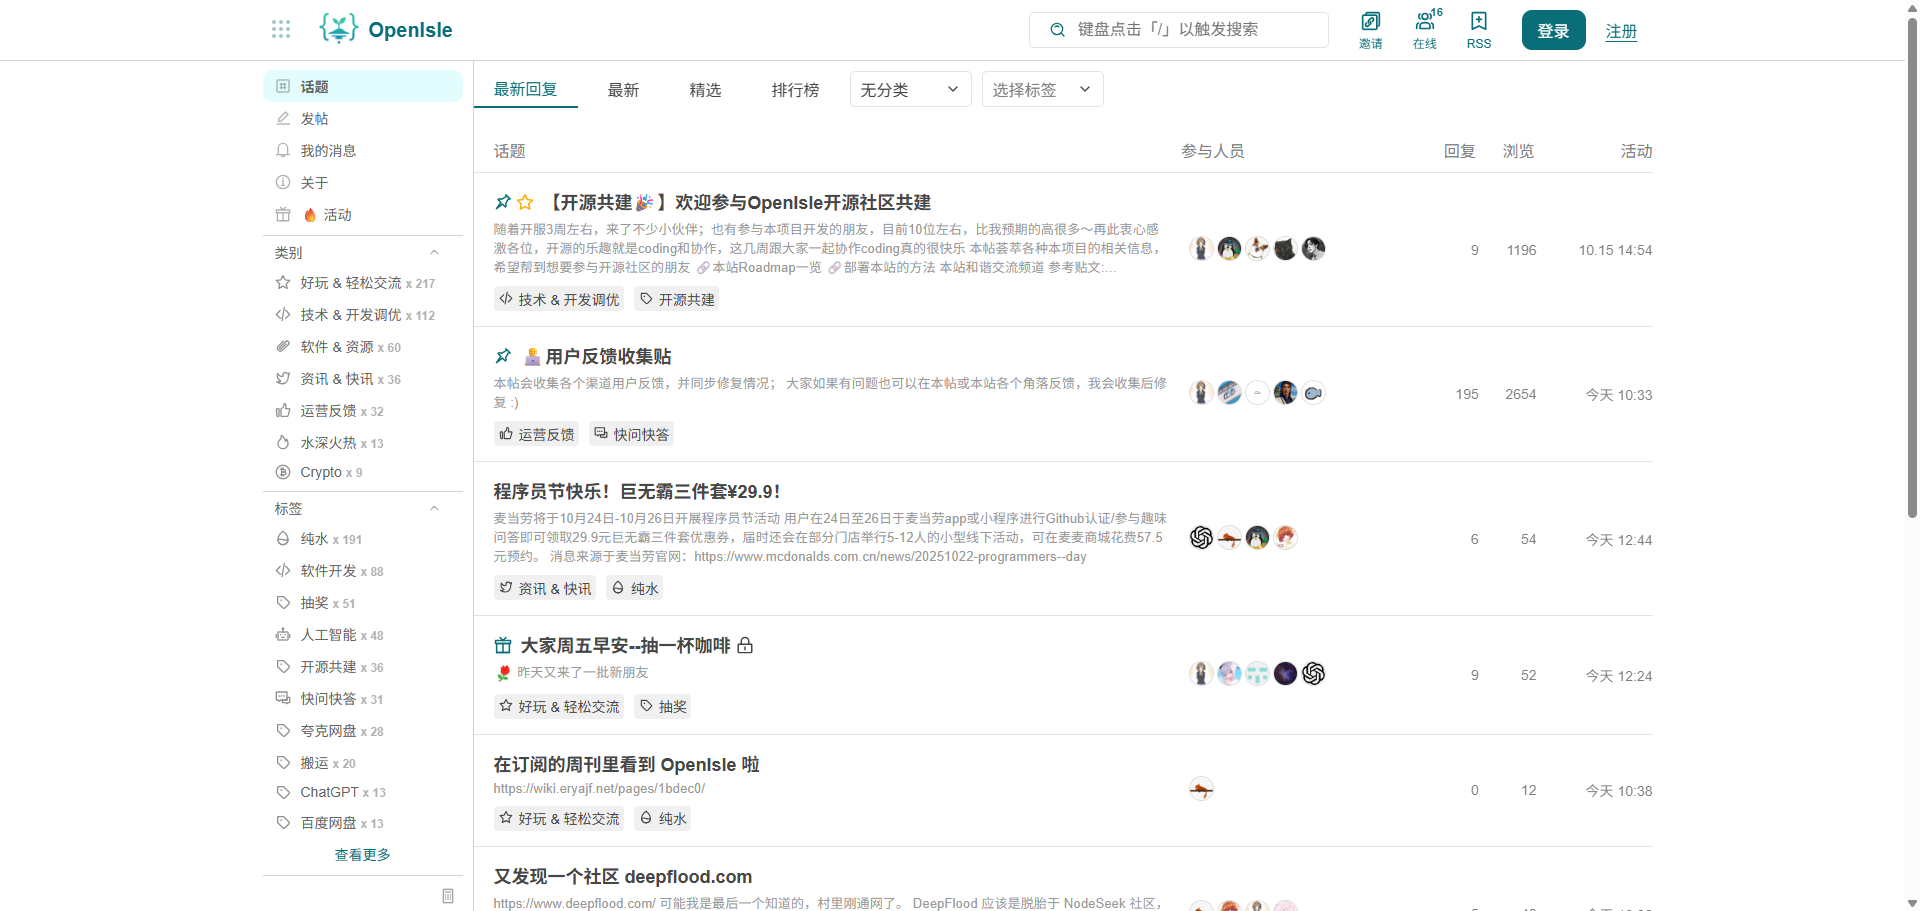 OpenIsle
键盘点击「/」以触发搜索
邀请
16
在线
RSS
登录
注册
话题
发帖
我的消息
关于
🔥 活动
类别
好玩 & 轻松交流 x 217
技术 & 开发调优 x 112
软件 & 资源 x 60
资讯 & 快讯 x 36
运营反馈 x 32
水深火热 x 13
Crypto x 9
标签
纯水 x 191
软件开发 x 88
抽奖 x 51
人工智能 x 48
开源共建 x 36
快问快答 x 31
夸克网盘 x 28
搬运 x 20
ChatGPT x 13
百度网盘 x 13
查看更多
最新回复 最新 精选 排行榜 无分类 选择标签
话题 参与人员 回复 浏览 活动
【开源共建🎉】欢迎参与OpenIsle开源社区共建
随着开服3周左右，来了不少小伙伴；也有参与本项目开发的朋友，目前10位左右，比我预期的高很多～再此衷心感
激各位，开源的乐趣就是coding和协作，这几周跟大家一起协作coding真的很快乐 本帖荟萃各种本项目的相关信息，
希望帮到想要参与开源社区的朋友 🔗本站Roadmap一览 🔗部署本站的方法 本站和谐交流频道 参考贴文:...
技术 & 开发调优 开源共建
9 1196 10.15 14:54
用户反馈收集贴
本帖会收集各个渠道用户反馈，并同步修复情况； 大家如果有问题也可以在本帖或本站各个角落反馈，我会收集后修
复 :)
运营反馈 快问快答
195 2654 今天 10:33
程序员节快乐！巨无霸三件套¥29.9！
麦当劳将于10月24日-10月26日开展程序员节活动 用户在24日至26日于麦当劳app或小程序进行Github认证/参与趣味
问答即可领取29.9元巨无霸三件套优惠券，届时还会在部分门店举行5-12人的小型线下活动，可在麦麦商城花费57.5
元预约。 消息来源于麦当劳官网：https://www.mcdonalds.com.cn/news/20251022-programmers--day
资讯 & 快讯 纯水
6 54 今天 12:44
大家周五早安--抽一杯咖啡
🌹 昨天又来了一批新朋友
好玩 & 轻松交流 抽奖
9 52 今天 12:24
在订阅的周刊里看到 OpenIsle 啦
https://wiki.eryajf.net/pages/1bdec0/
好玩 & 轻松交流 纯水
0 12 今天 10:38
又发现一个社区 deepflood.com
https://www.deepflood.com/ 可能我是最后一个知道的，村里刚通网了。 DeepFlood 应该是脱胎于 NodeSeek 社区，